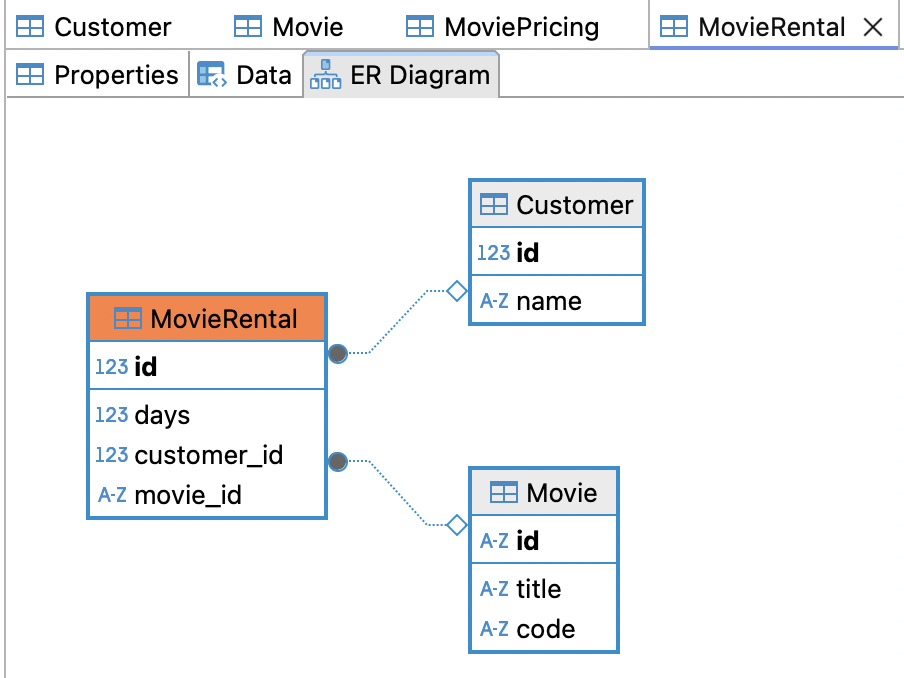 Customer Movie MoviePricing MovieRental
Properties Data ER Diagram
Customer
123 id
A-Z name
MovieRental
123 id
123 days
123 customer_id
A-Z movie_id
Movie
A-Z id
A-Z title
A-Z code